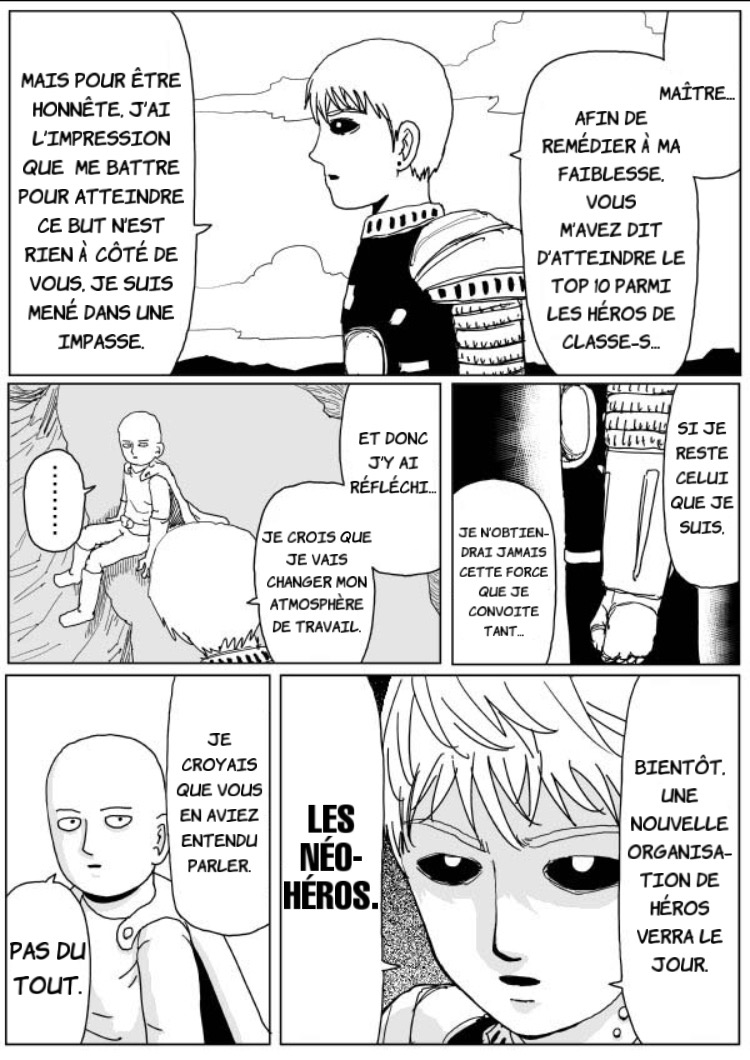 MAÎTRE...
AFIN DE
REMÉDIER À MA
FAIBLESSE,
VOUS
M'AVEZ DIT
D'ATTEINDRE LE
TOP 10 PARMI
LES HÉROS DE
CLASSE-S...
MAIS POUR ÊTRE
HONNÊTE, J'AI
L'IMPRESSION
QUE ME BATTRE
POUR ATTEINDRE
CE BUT N'EST
RIEN À CÔTÉ DE
VOUS, JE SUIS
MENÉ DANS UNE
IMPASSE.
SI JE
RESTE
CELUI
QUE JE
SUIS,
JE N'OBTIEN-
DRAI JAMAIS
CETTE FORCE
QUE JE
CONVOITE
TANT...
ET DONC
J'Y AI
RÉFLÉCHI...
JE CROIS QUE
JE VAIS
CHANGER MON
ATMOSPHÈRE
DE TRAVAIL.
........
BIENTÔT,
UNE
NOUVELLE
ORGANISA-
TION DE
HÉROS
VERRA LE
JOUR.
LES
NÉO-
HÉROS.
JE
CROYAIS
QUE VOUS
EN AVIEZ
ENTENDU
PARLER.
PAS DU
TOUT.